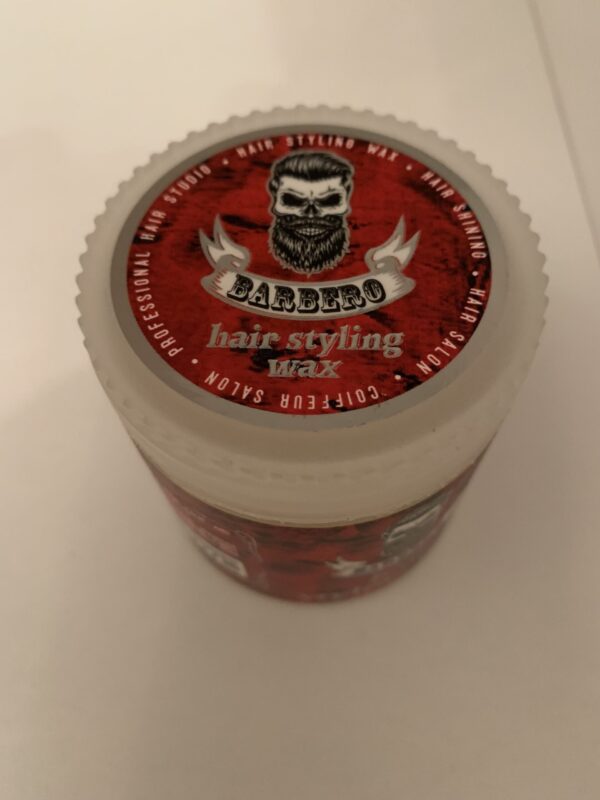 PROFESSIONAL HAIR STUDIO • HAIR STYLING WAX • HAIR SHINING • HAIR SALON • COIFFEUR SALON •
BARBERO
hair styling
wax